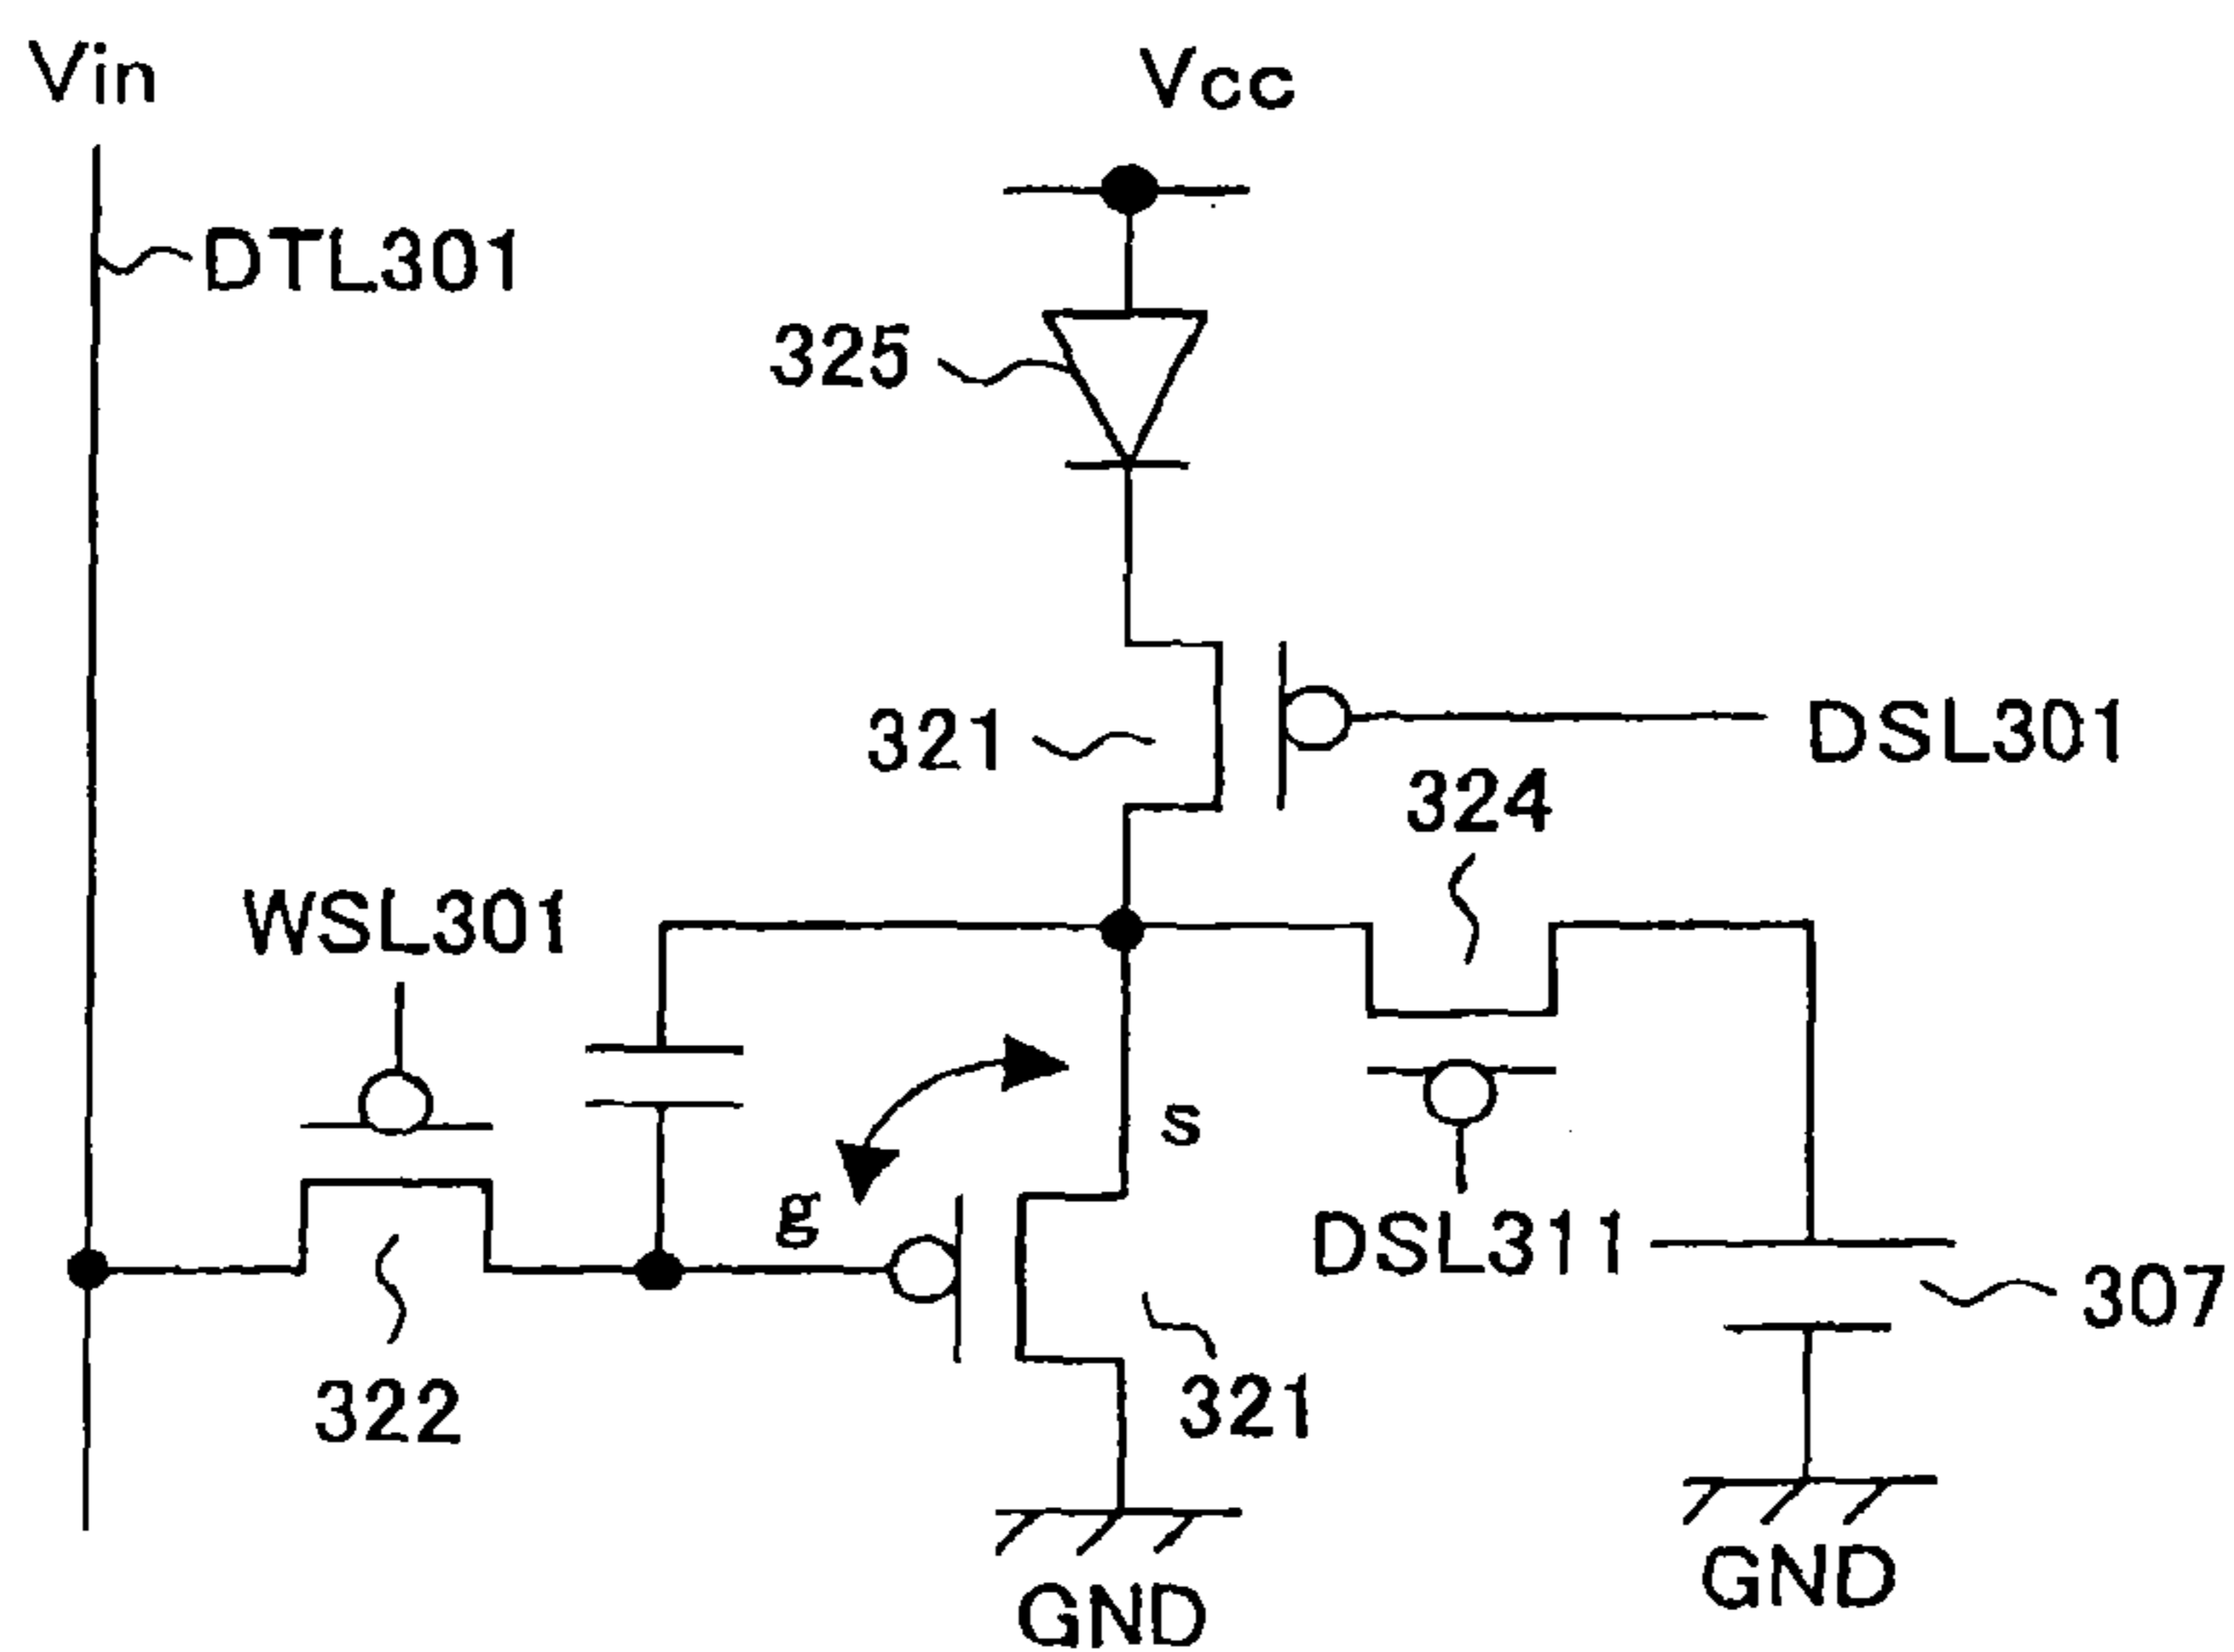 Vin
Vcc
DTL301
325
321
DSL301
324
WSL301
s
g
DSL311
307
322
321
GND
GND